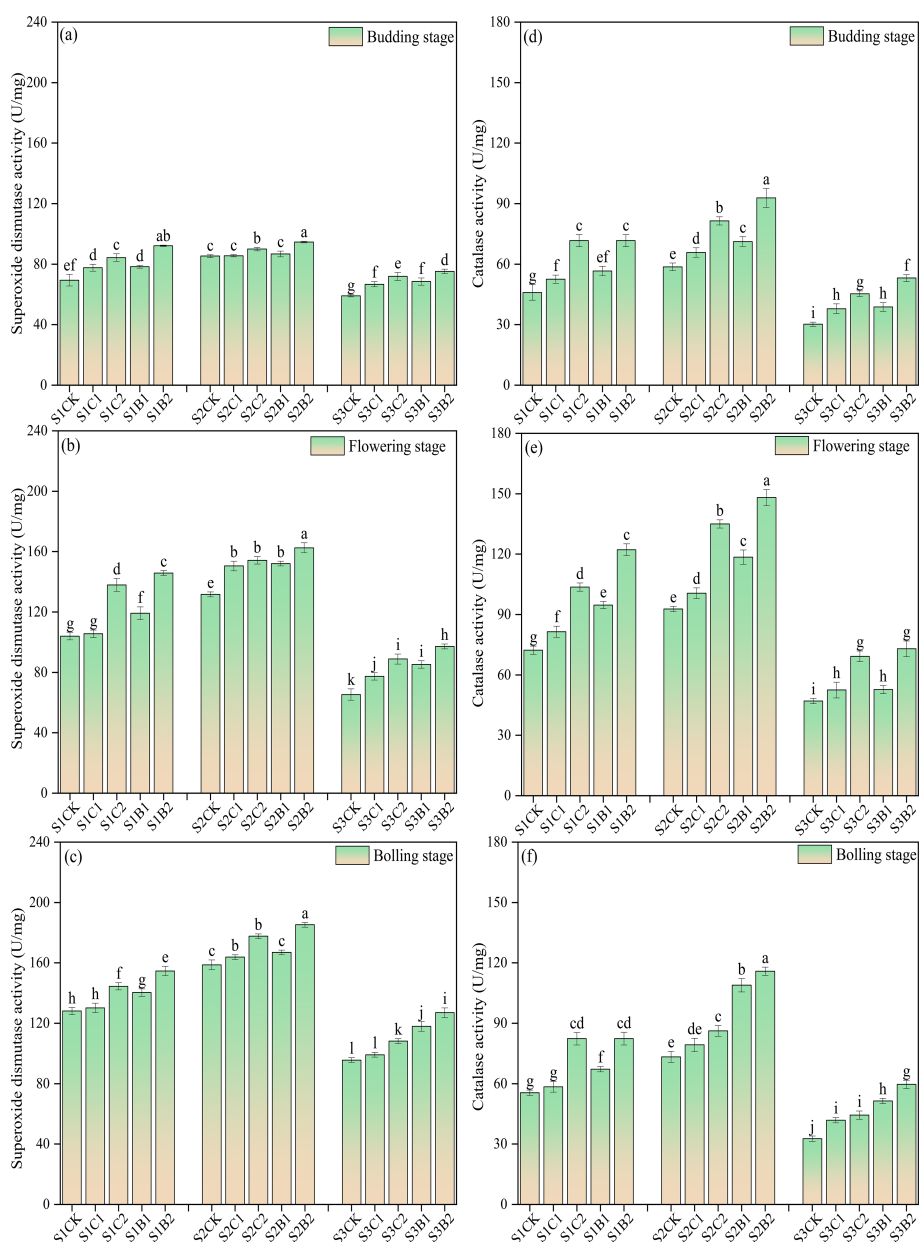 (a)
Budding stage
Superoxide dismutase activity (U/mg)
240
200
160
120
80
40
0
ef d c d ab c c b c a g f e f d
S1CK S1C1 S1C2 S1B1 S1B2 S2CK S2C1 S2C2 S2B1 S2B2 S3CK S3C1 S3C2 S3B1 S3B2
(d)
Budding stage
Catalase activity (U/mg)
180
150
120
90
60
30
0
g f c ef c e d b c a i h g h f
S1CK S1C1 S1C2 S1B1 S1B2 S2CK S2C1 S2C2 S2B1 S2B2 S3CK S3C1 S3C2 S3B1 S3B2
(b)
Flowering stage
Superoxide dismutase activity (U/mg)
240
200
160
120
80
40
0
g g d f c e b b b a k j i i h
S1CK S1C1 S1C2 S1B1 S1B2 S2CK S2C1 S2C2 S2B1 S2B2 S3CK S3C1 S3C2 S3B1 S3B2
(e)
Flowering stage
Catalase activity (U/mg)
180
150
120
90
60
30
0
g f d e c e d b c a i h g h g
S1CK S1C1 S1C2 S1B1 S1B2 S2CK S2C1 S2C2 S2B1 S2B2 S3CK S3C1 S3C2 S3B1 S3B2
(c)
Bolling stage
Superoxide dismutase activity (U/mg)
240
200
160
120
80
40
0
h h f g e c b b c a l l k j i
S1CK S1C1 S1C2 S1B1 S1B2 S2CK S2C1 S2C2 S2B1 S2B2 S3CK S3C1 S3C2 S3B1 S3B2
(f)
Bolling stage
Catalase activity (U/mg)
180
150
120
90
60
30
0
g g cd f cd e de c b a j i i h g
S1CK S1C1 S1C2 S1B1 S1B2 S2CK S2C1 S2C2 S2B1 S2B2 S3CK S3C1 S3C2 S3B1 S3B2